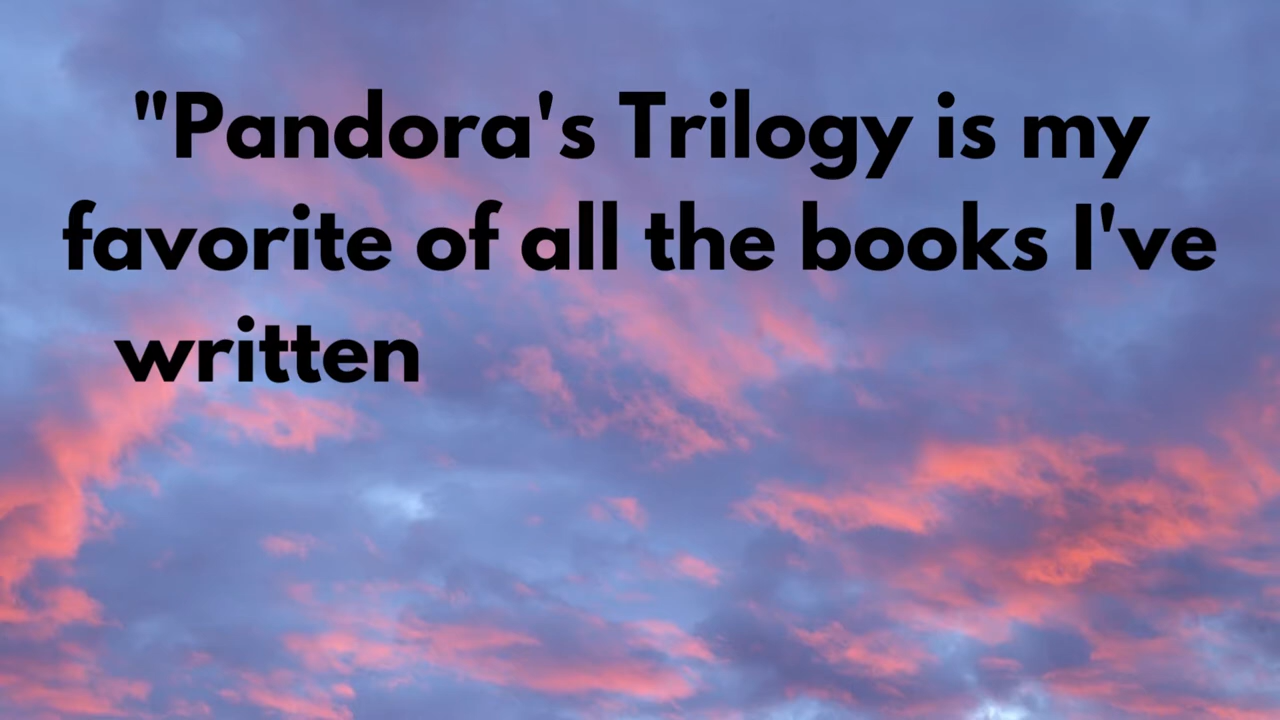 "Pandora's Trilogy is my
favorite of all the books I've
written